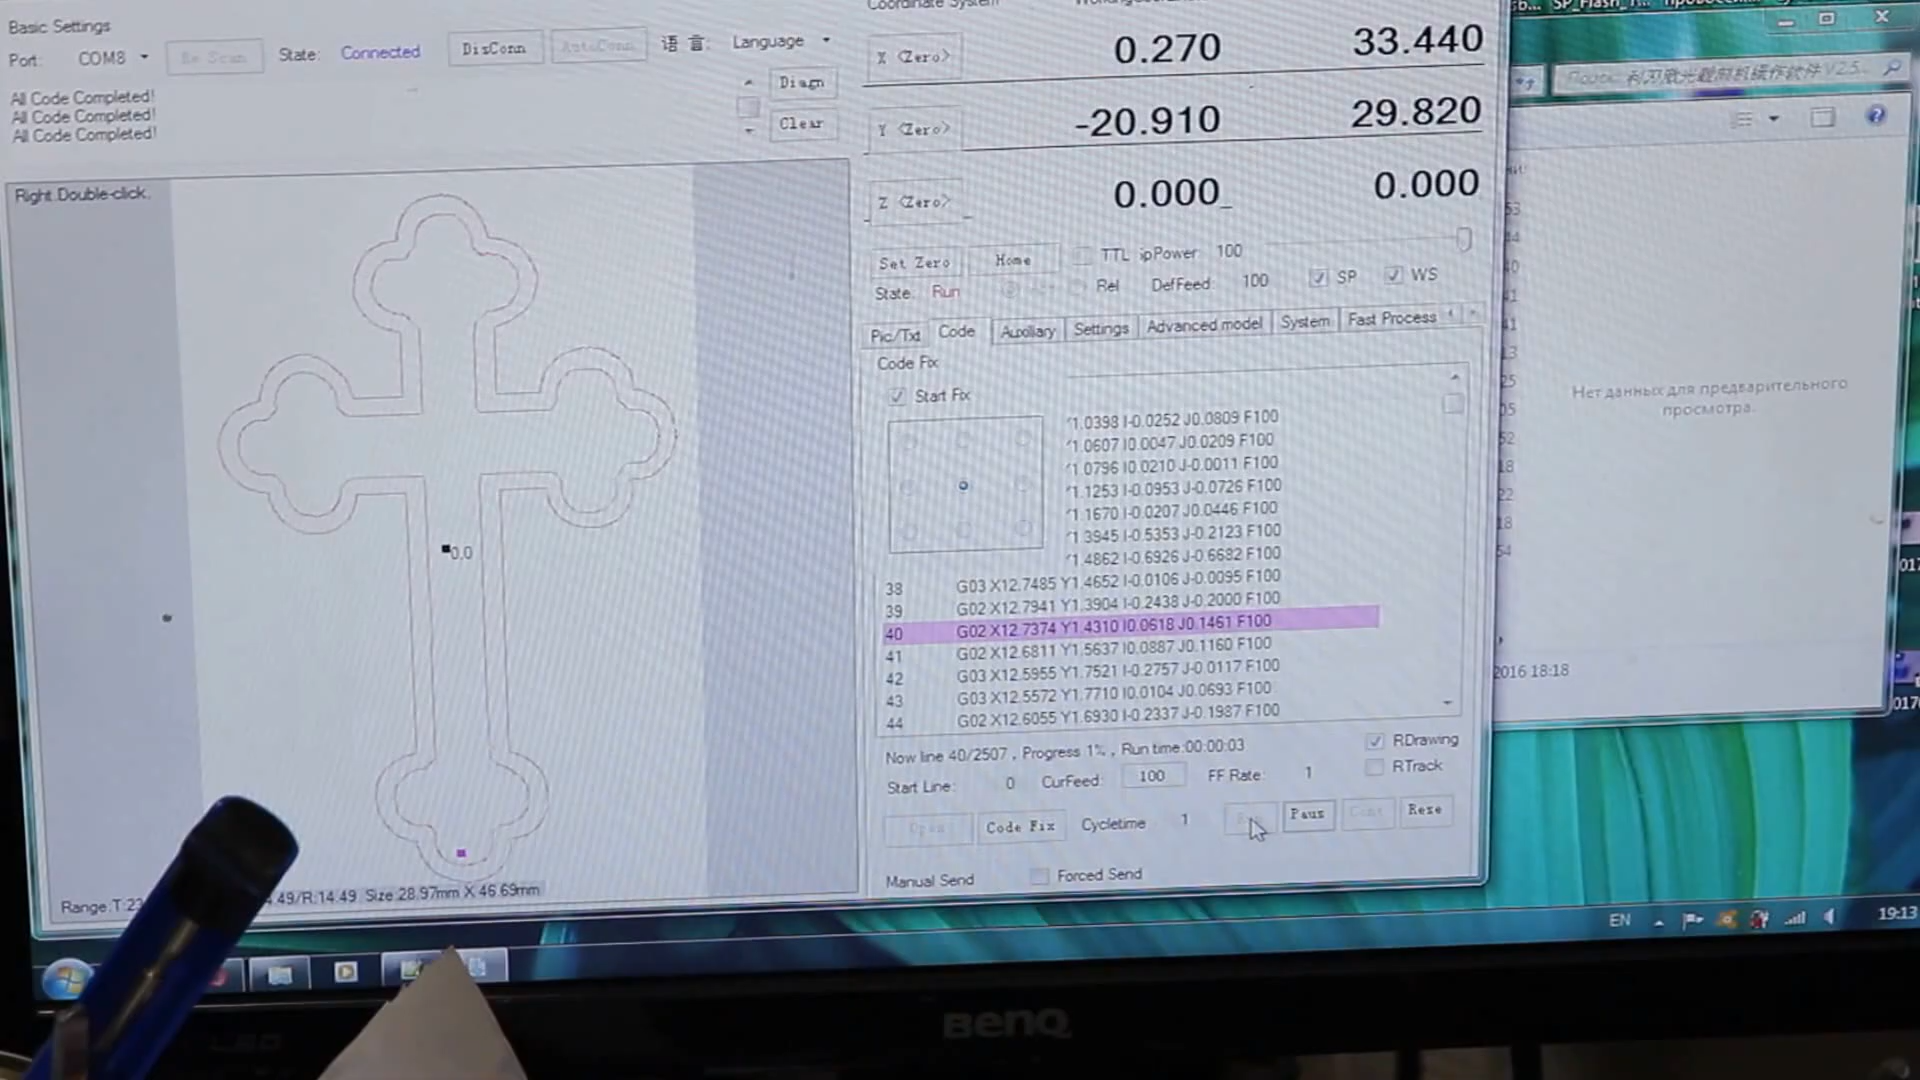 Basic Settings
Port: COM8 Re Scan State: Connected DisConn AutoConn 语 言: Language
All Code Completed!
All Code Completed!
All Code Completed!
Diagn
Clear
Right Double-click.
0.0
Size:28.97mm X 46.69mm
Coordinate System
X <Zero> 0.270 33.440
Y <Zero> -20.910 29.820
Z <Zero> 0.000 0.000
Set Zero Home TTL 100
State: Run Rel DefFeed: 100 SP WS
Pic/Txt Code Auxiliary Settings Advanced model System Fast Process
Code Fix
Start Fix
1.0398 I-0.0252 J0.0809 F100
1.0607 I0.0047 J0.0209 F100
1.0796 I0.0210 J-0.0011 F100
1.1253 I-0.0953 J-0.0726 F100
1.1670 I-0.0207 J0.0446 F100
1.3945 I-0.5353 J-0.2123 F100
1.4862 I-0.6926 J-0.6682 F100
38 G03 X12.7485 Y1.4652 I-0.0106 J-0.0095 F100
39 G02 X12.7941 Y1.3904 I-0.2438 J-0.2000 F100
40 G02 X12.7374 Y1.4310 I0.0618 J0.1461 F100
41 G02 X12.6811 Y1.5637 I0.0887 J0.1160 F100
42 G03 X12.5955 Y1.7521 I-0.2757 J-0.0117 F100
43 G03 X12.5572 Y1.7710 I0.0104 J0.0693 F100
44 G02 X12.6055 Y1.6930 I-0.2337 J-0.1987 F100
Now line 40/2507 , Progress 1% , Run time:00:00:03
RDrawing
Start Line: 0 CurFeed: 100 FF Rate: 1
RTrack
Open Code Fix Cycletime 1 Paus Cont Rese
Manual Send Forced Send
Нет данных для предварительного
просмотра.
2016 18:18
EN 19:13
BenQ